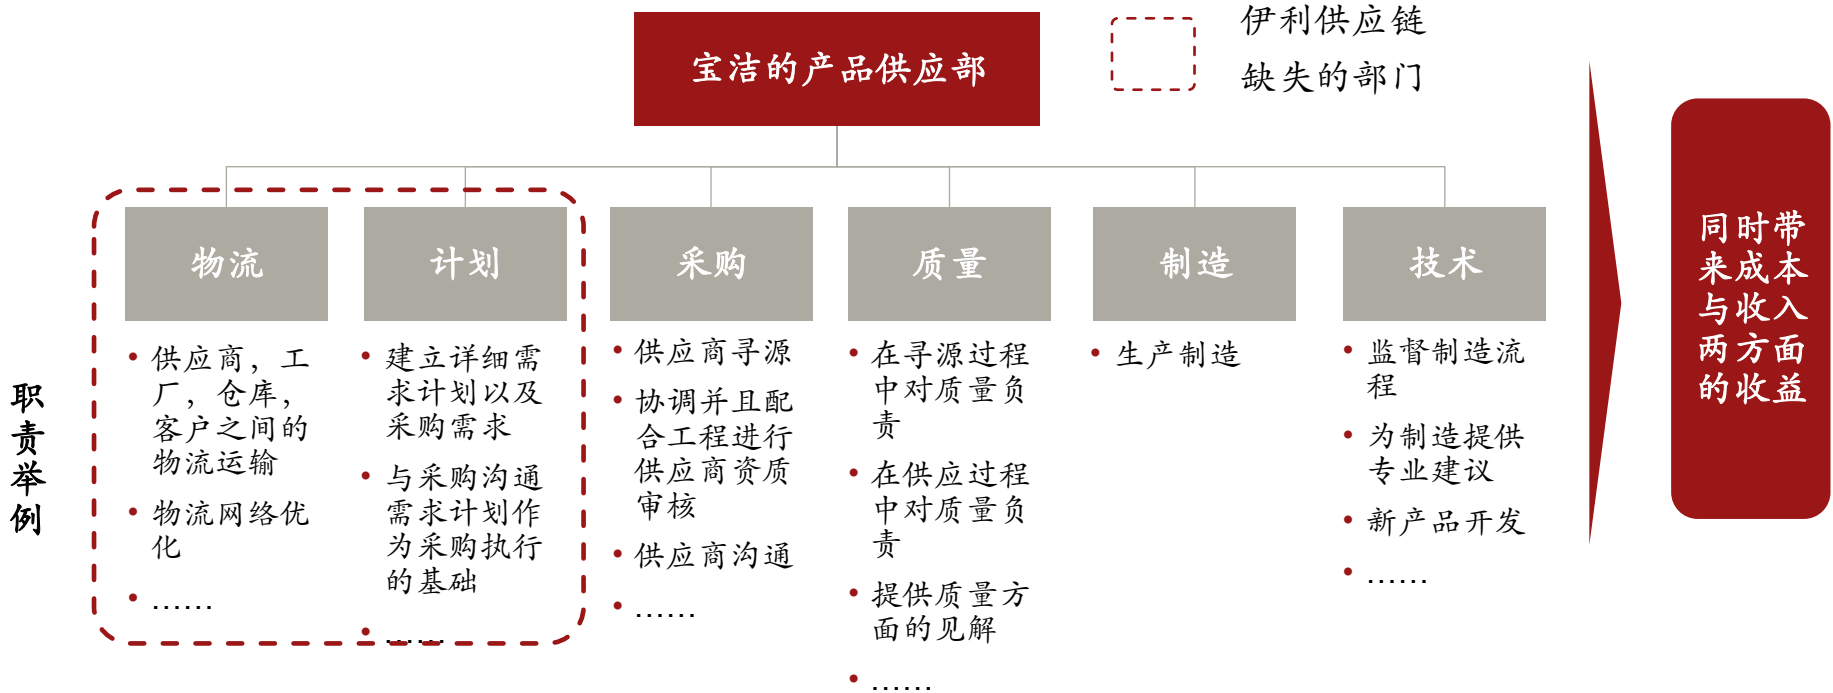 宝洁的产品供应部
伊利供应链
缺失的部门
物流
计划
采购
质量
制造
技术
职
责
举
例
• 供应商，工
厂，仓库，
客户之间的
物流运输
• 物流网络优
化
• ……
• 建立详细需
求计划以及
采购需求
• 与采购沟通
需求计划作
为采购执行
的基础
• ……
• 供应商寻源
• 协调并且配
合工程进行
供应商资质
审核
• 供应商沟通
• ……
• 在寻源过程
中对质量负
责
• 在供应过程
中对质量负
责
• 提供质量方
面的见解
• ……
• 生产制造
• 监督制造流
程
• 为制造提供
专业建议
• 新产品开发
• ……
同时带
来成本
与收入
两方面
的收益